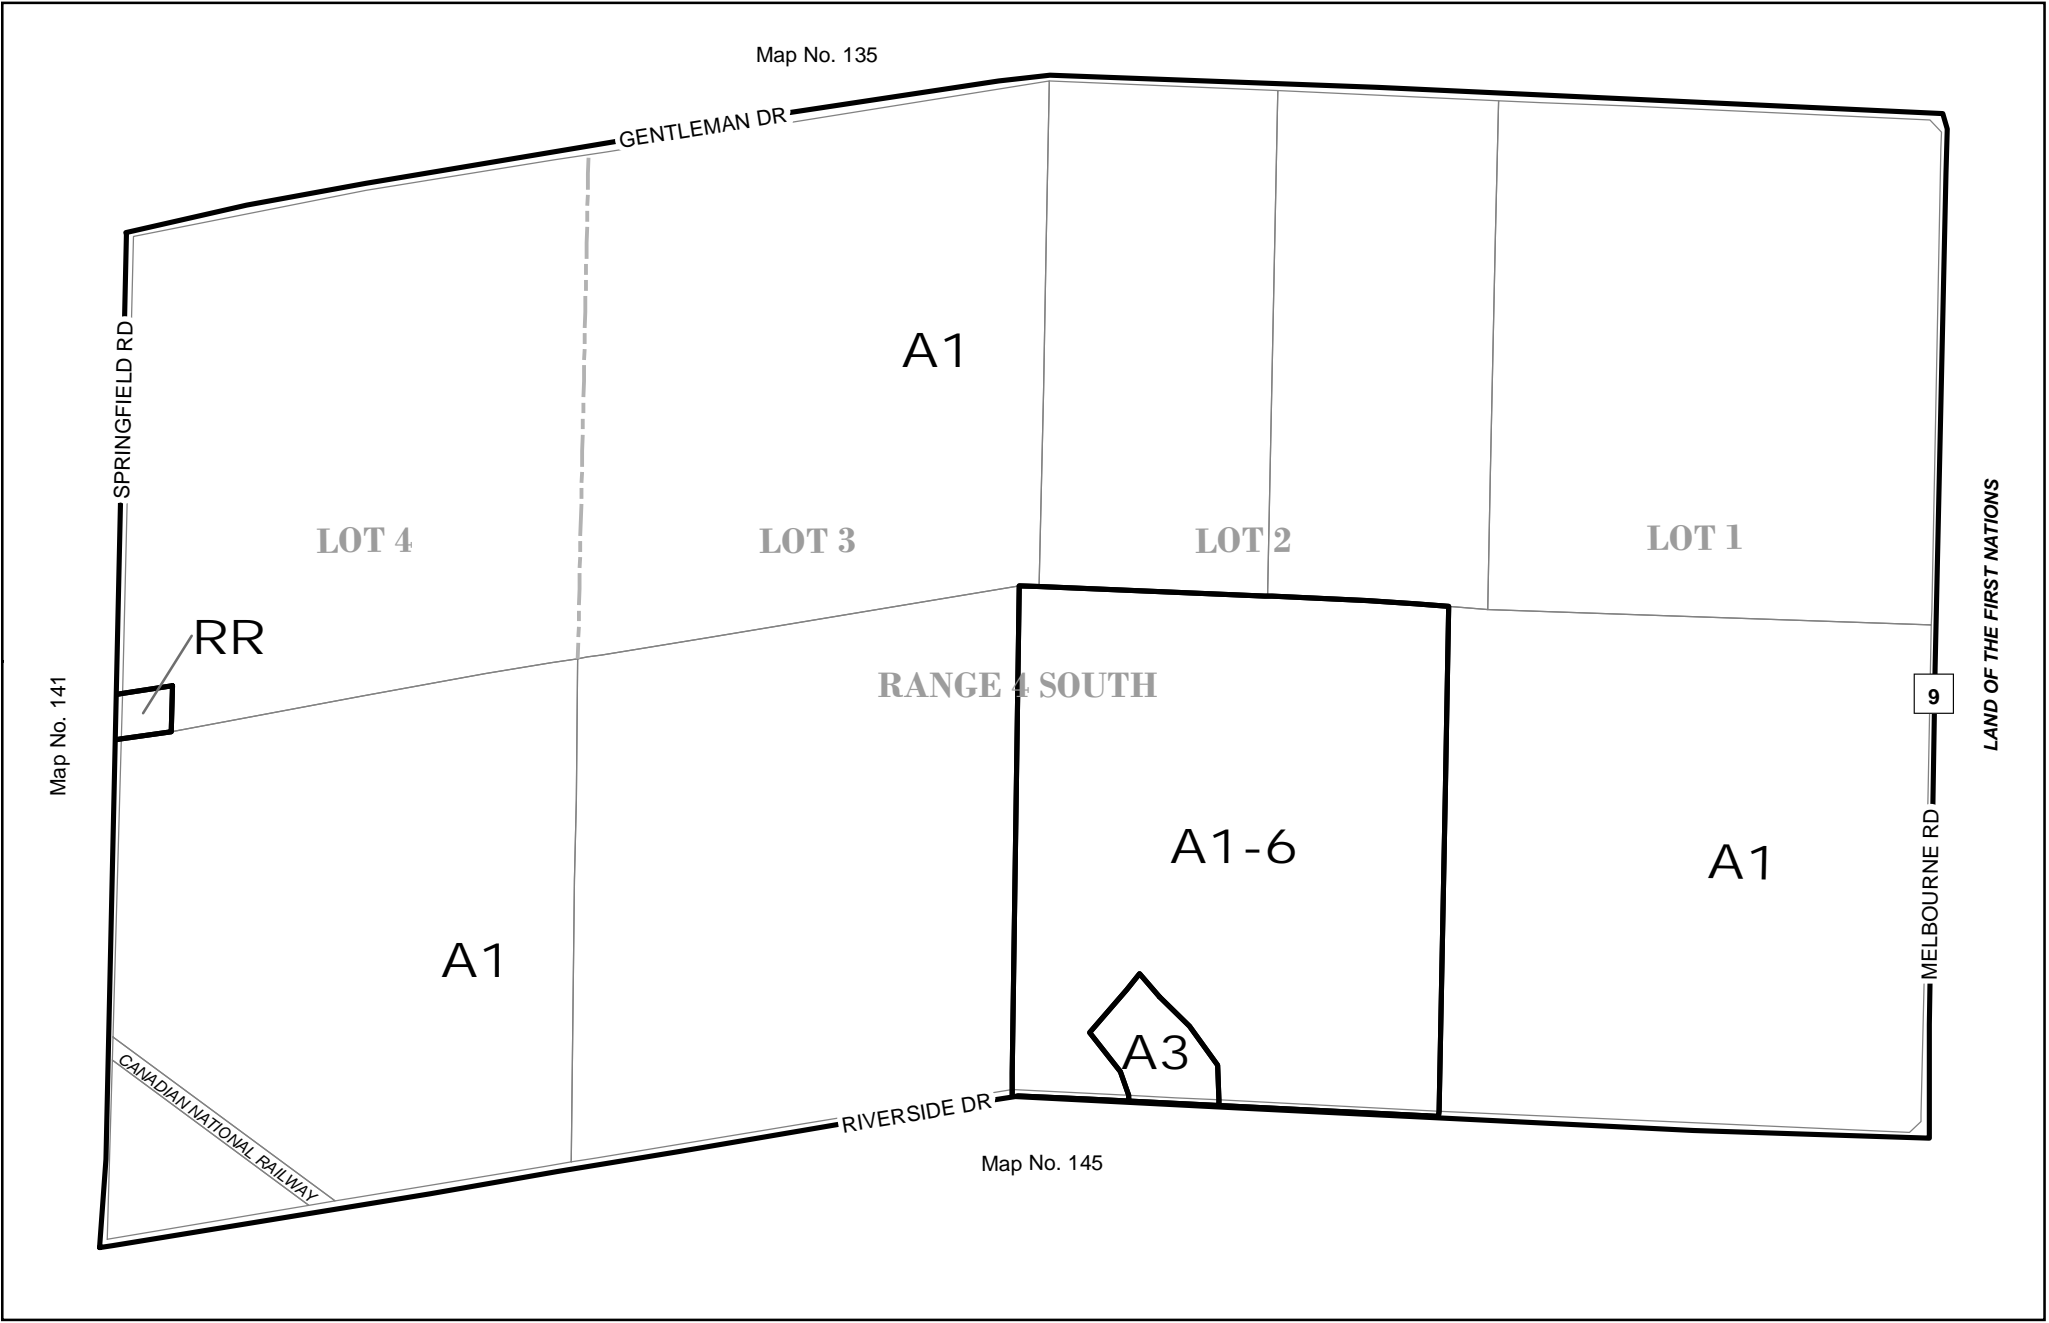 Map No. 135
GENTLEMAN DR
SPRINGFIELD RD
A1
LOT 4
LOT 3
LOT 2
LOT 1
LAND OF THE FIRST NATIONS
RR
RANGE 4 SOUTH
9
Map No. 141
A1-6
A1
MELBOURNE RD
A1
A3
CANADIAN NATIONAL RAILWAY
RIVERSIDE DR
Map No. 145